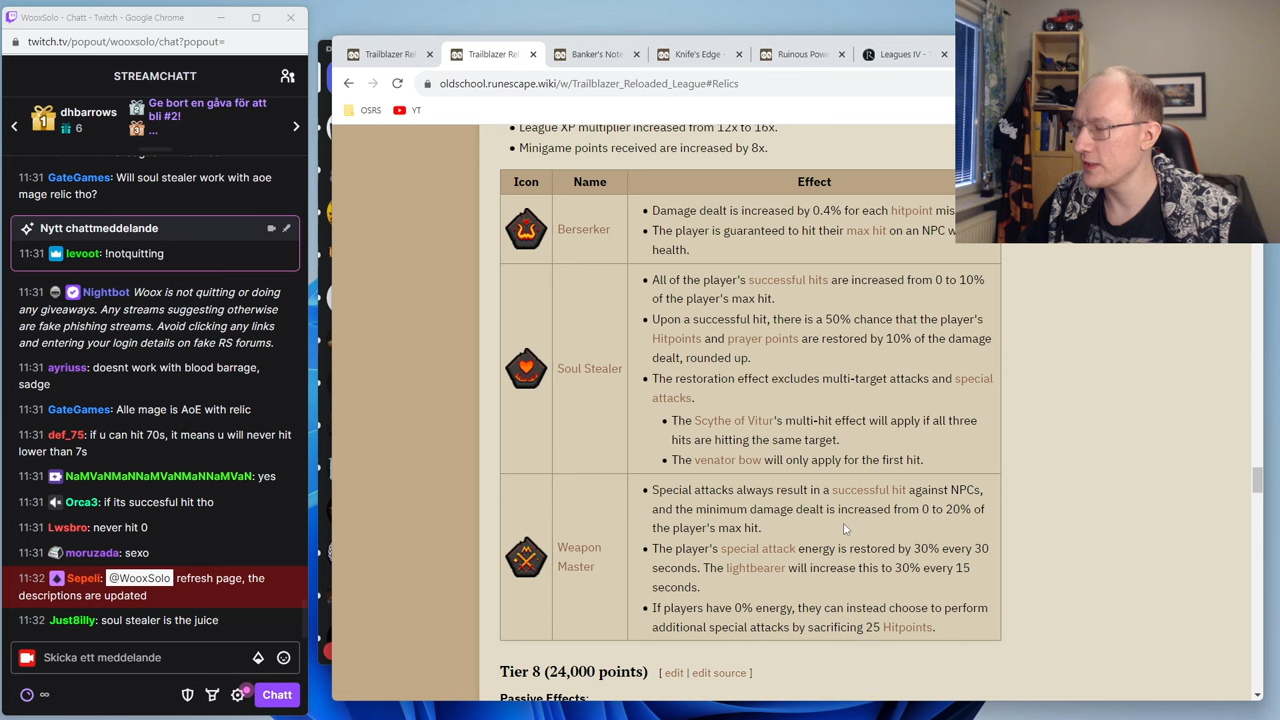 WooxSolo - Chatt - Twitch - Google Chrome
twitch.tv/popout/wooxsolo/chat?popout=
STREAMCHATT
dhbarrows
6
Ge bort en gåva för att
bli #2!
...
11:31 GateGames: Will soul stealer work with aoe
mage relic tho?
Nytt chattmeddelande
11:31 levoot: !notquitting
11:31 Nightbot Woox is not quitting or doing
any giveaways. Any streams suggesting otherwise
are fake phishing streams. Avoid clicking any links
and entering your login details on fake RS forums.
11:31 ayriuss: doesnt work with blood barrage,
sadge
11:31 GateGames: Alle mage is AoE with relic
11:31 def_75: if u can hit 70s, it means u will never hit
lower than 7s
11:31 NaMVaNMaNNaMVaNMaNNaMVaN: yes
11:31 Orca3: if its succesful hit tho
11:31 Lwsbro: never hit 0
11:31 moruzada: sexo
11:32 Sepeli: @WooxSolo refresh page, the
descriptions are updated
11:32 Just8illy: soul stealer is the juice
Skicka ett meddelande
Chatt
Trailblazer Rel
Trailblazer Rel
Banker's Note
Knife's Edge -
Ruinous Pow
Leagues IV -
oldschool.runescape.wiki/w/Trailblazer_Reloaded_League#Relics
OSRS
YT
League XP multiplier increased from 12x to 16x.
Minigame points received are increased by 8x.
Icon Name Effect
Berserker
Damage dealt is increased by 0.4% for each hitpoint mis
The player is guaranteed to hit their max hit on an NPC w
health.
Soul Stealer
All of the player's successful hits are increased from 0 to 10%
of the player's max hit.
Upon a successful hit, there is a 50% chance that the player's
Hitpoints and prayer points are restored by 10% of the damage
dealt, rounded up.
The restoration effect excludes multi-target attacks and special
attacks.
The Scythe of Vitur's multi-hit effect will apply if all three
hits are hitting the same target.
The venator bow will only apply for the first hit.
Weapon
Master
Special attacks always result in a successful hit against NPCs,
and the minimum damage dealt is increased from 0 to 20% of
the player's max hit.
The player's special attack energy is restored by 30% every 30
seconds. The lightbearer will increase this to 30% every 15
seconds.
If players have 0% energy, they can instead choose to perform
additional special attacks by sacrificing 25 Hitpoints.
Tier 8 (24,000 points) [ edit | edit source ]
Passive Effects: